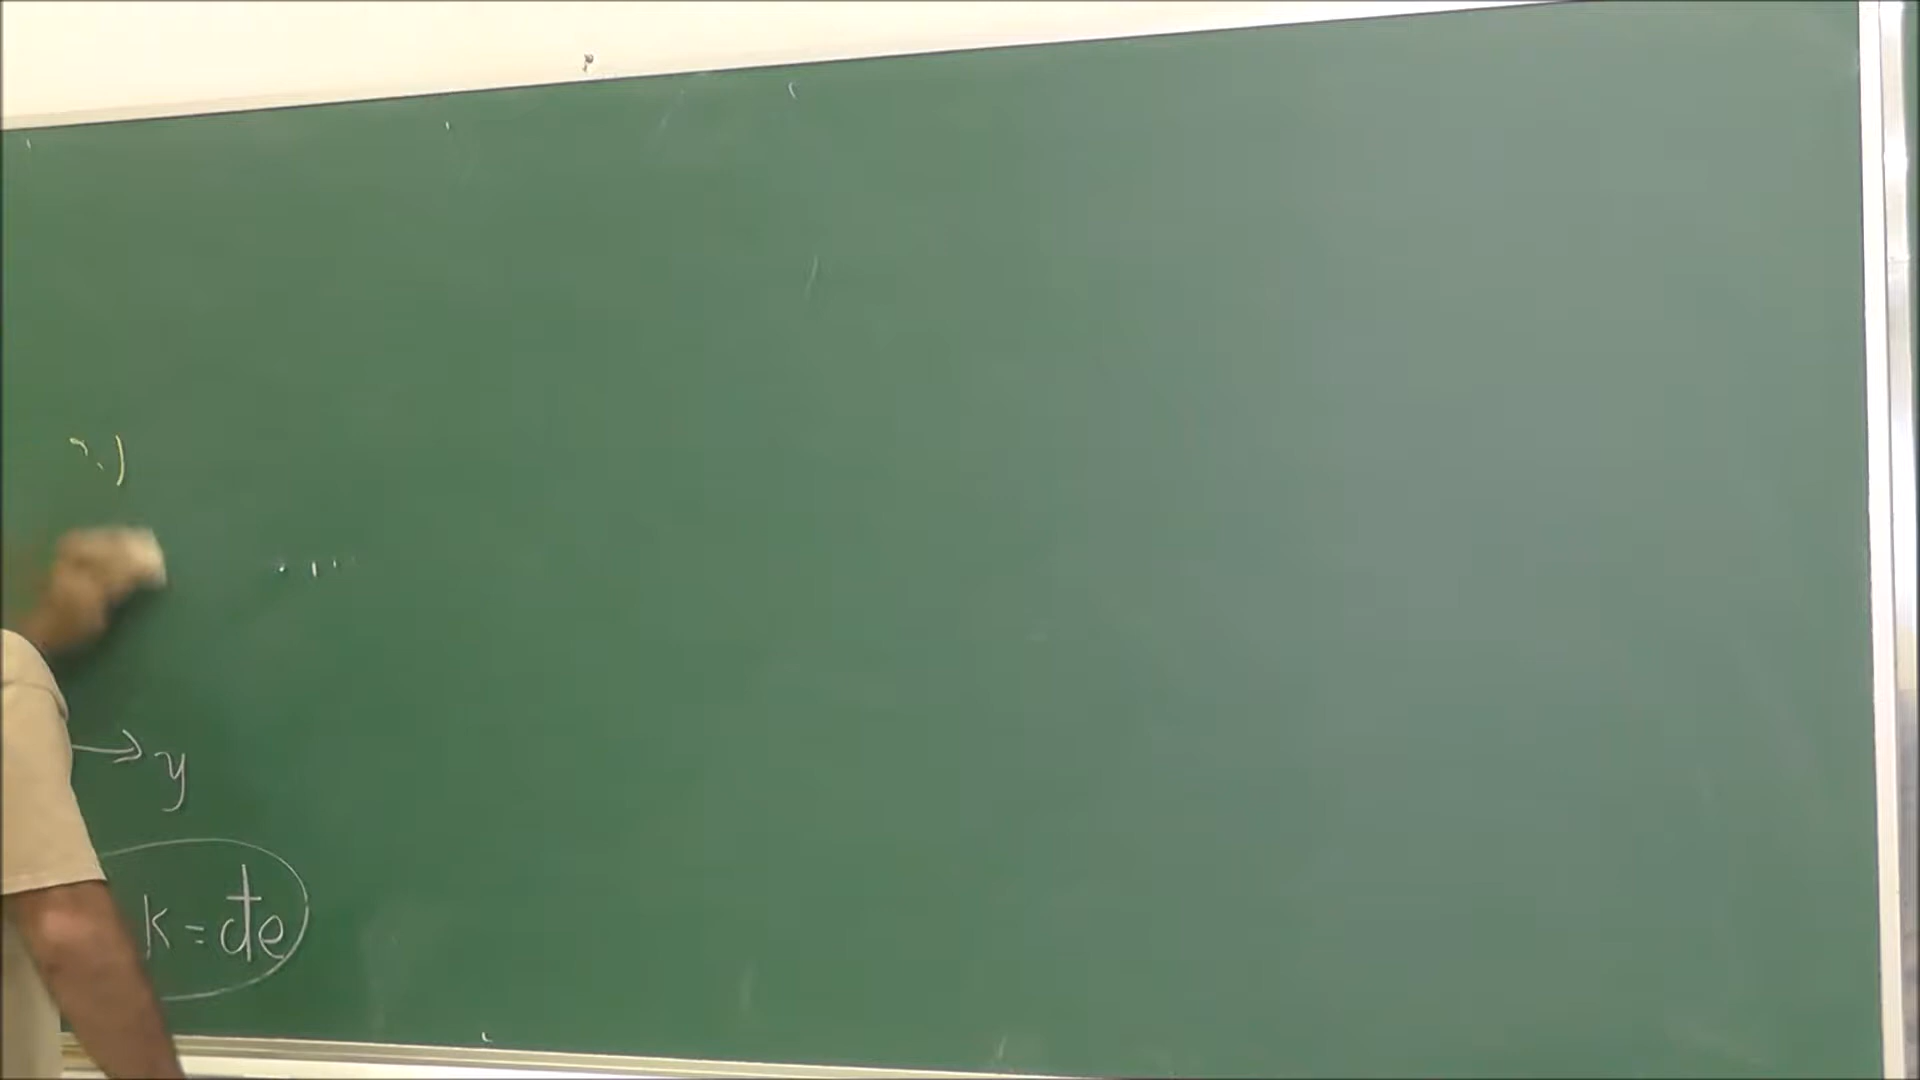 )
→ y
k = cte